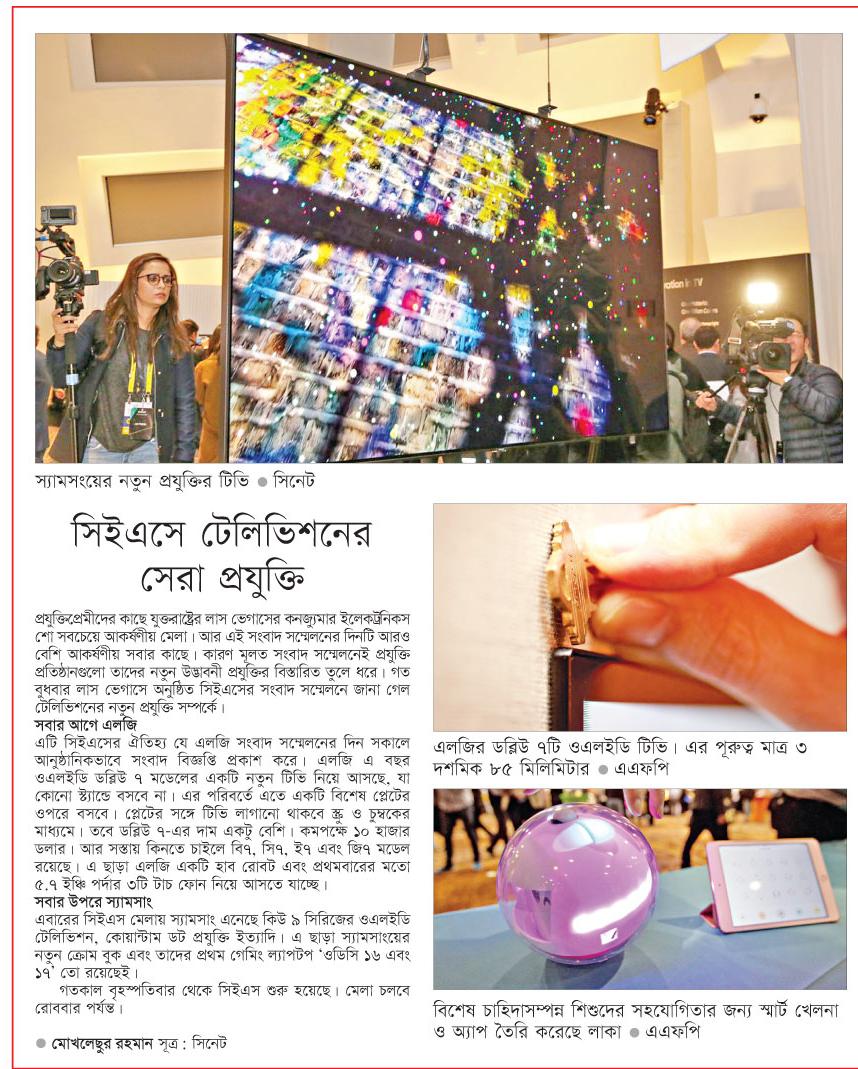 vation in TV
স্যামসংয়ের নতুন প্রযুক্তির টিভি ● সিনেট
সিইএসে টেলিভিশনের
সেরা প্রযুক্তি
প্রযুক্তিপ্রেমীদের কাছে যুক্তরাষ্ট্রের লাস ভেগাসের কনজ্যুমার ইলেকট্রনিকস
শো সবচেয়ে আকর্ষণীয় মেলা। আর এই সংবাদ সম্মেলনের দিনটি আরও
বেশি আকর্ষণীয় সবার কাছে। কারণ মূলত সংবাদ সম্মেলনেই প্রযুক্তি
প্রতিষ্ঠানগুলো তাদের নতুন উদ্ভাবনী প্রযুক্তির বিস্তারিত তুলে ধরে। গত
বুধবার লাস ভেগাসে অনুষ্ঠিত সিইএসের সংবাদ সম্মেলনে জানা গেল
টেলিভিশনের নতুন প্রযুক্তি সম্পর্কে।
সবার আগে এলজি
এটি সিইএসের ঐতিহ্য যে এলজি সংবাদ সম্মেলনের দিন সকালে
আনুষ্ঠানিকভাবে সংবাদ বিজ্ঞপ্তি প্রকাশ করে। এলজি এ বছর
ওএলইডি ডব্লিউ ৭ মডেলের একটি নতুন টিভি নিয়ে আসছে, যা
কোনো স্ট্যান্ডে বসবে না। এর পরিবর্তে এতে একটি বিশেষ প্লেটের
ওপরে বসবে। প্লেটের সঙ্গে টিভি লাগানো থাকবে স্ক্রু ও চুম্বকের
মাধ্যমে। তবে ডব্লিউ ৭-এর দাম একটু বেশি। কমপক্ষে ১০ হাজার
ডলার। আর সস্তায় কিনতে চাইলে বি৭, সি৭, ই৭ এবং জি৭ মডেল
রয়েছে। এ ছাড়া এলজি একটি হাব রোবট এবং প্রথমবারের মতো
৫.৭ ইঞ্চি পর্দার ৩টি টাচ ফোন নিয়ে আসতে যাচ্ছে।
সবার উপরে স্যামসাং
এবারের সিইএস মেলায় স্যামসাং এনেছে কিউ ৯ সিরিজের ওএলইডি
টেলিভিশন, কোয়ান্টাম ডট প্রযুক্তি ইত্যাদি। এ ছাড়া স্যামসাংয়ের
নতুন ক্রোম বুক এবং তাদের প্রথম গেমিং ল্যাপটপ ‘ওডিসি ১৬ এবং
১৭’ তো রয়েছেই।
গতকাল বৃহস্পতিবার থেকে সিইএস শুরু হয়েছে। মেলা চলবে
রোববার পর্যন্ত।
● মোখলেছুর রহমান সূত্র : সিনেট
এলজির ডব্লিউ ৭টি ওএলইডি টিভি। এর পূরুত্ব মাত্র ৩
দশমিক ৮৫ মিলিমিটার ● এএফপি
বিশেষ চাহিদাসম্পন্ন শিশুদের সহযোগিতার জন্য স্মার্ট খেলনা
ও অ্যাপ তৈরি করেছে লাকা ● এএফপি